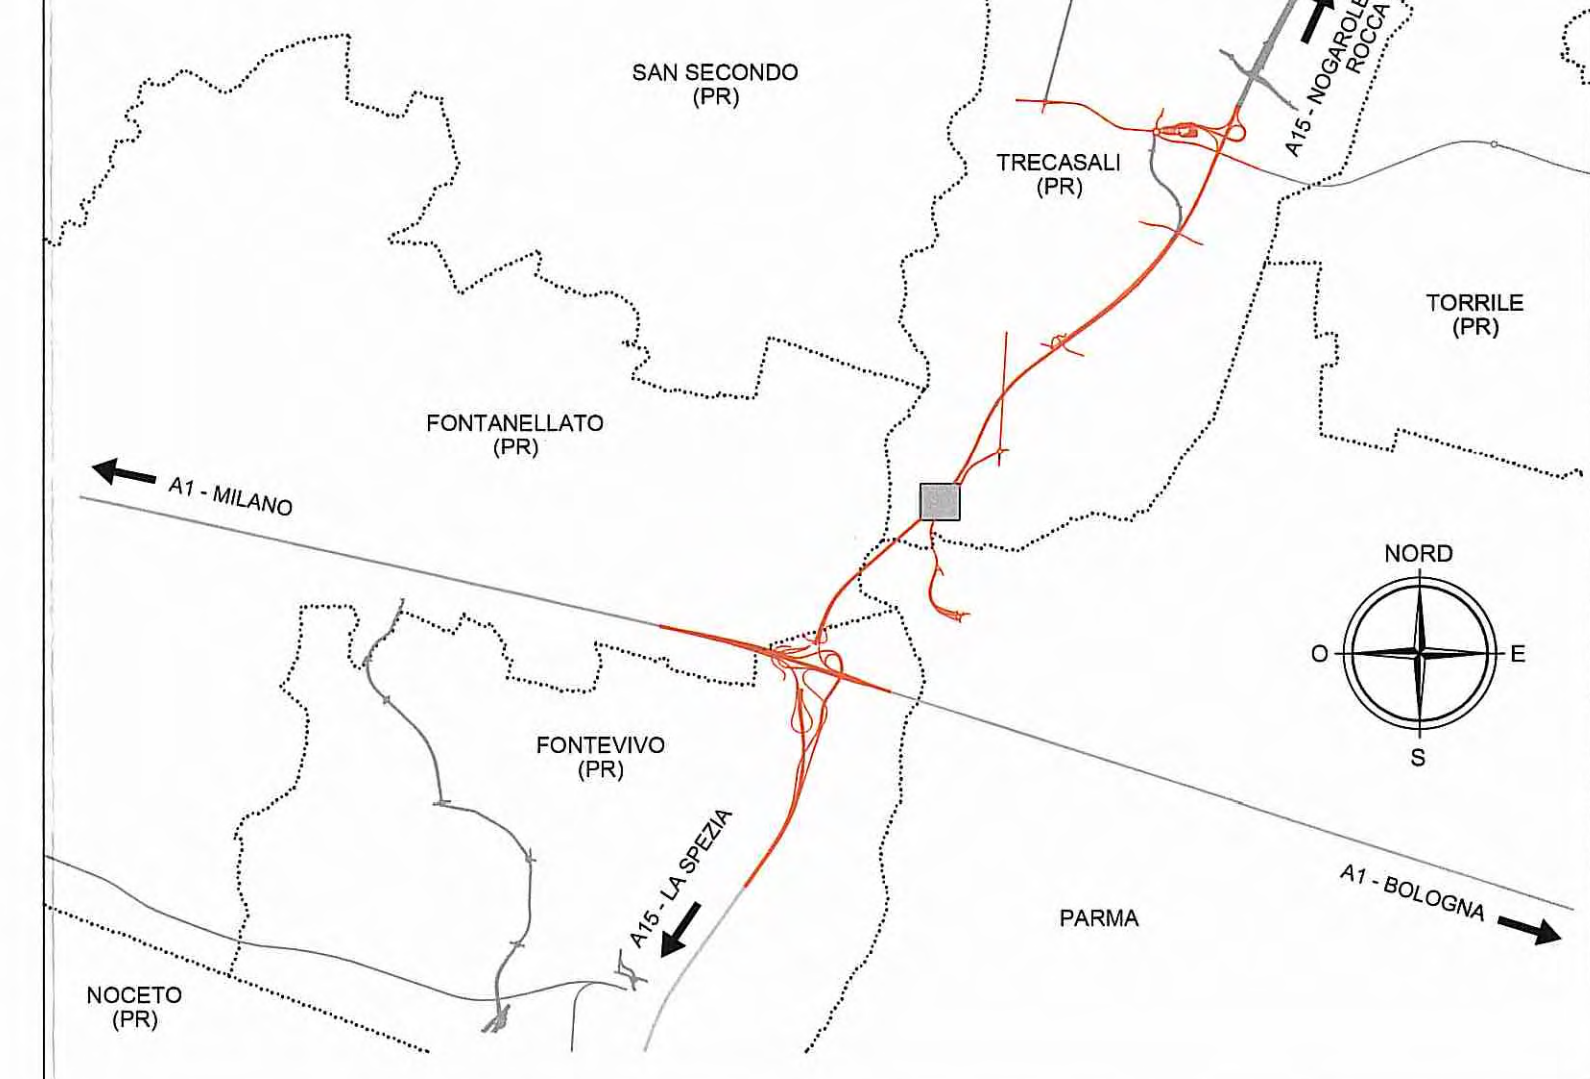 A15 - NOGAROLE
ROCCA
SAN SECONDO
(PR)
TRECASALI
(PR)
TORRILE
(PR)
FONTANELLATO
(PR)
A1 - MILANO
NORD
O
E
S
FONTEVIVO
(PR)
A15 - LA SPEZIA
A1 - BOLOGNA
PARMA
NOCETO
(PR)